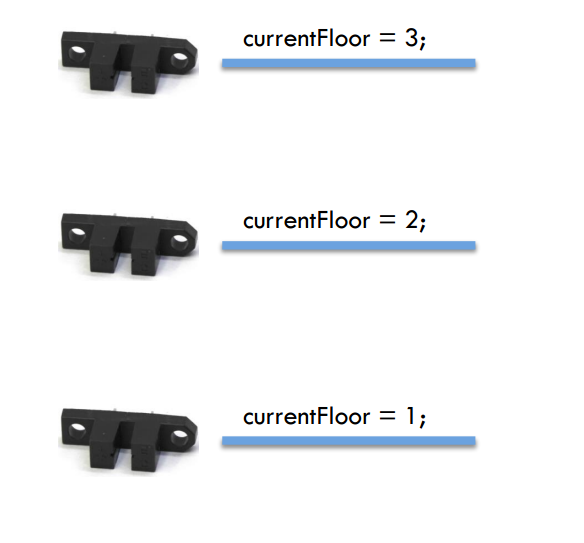 currentFloor = 3;
currentFloor = 2;
currentFloor = 1;